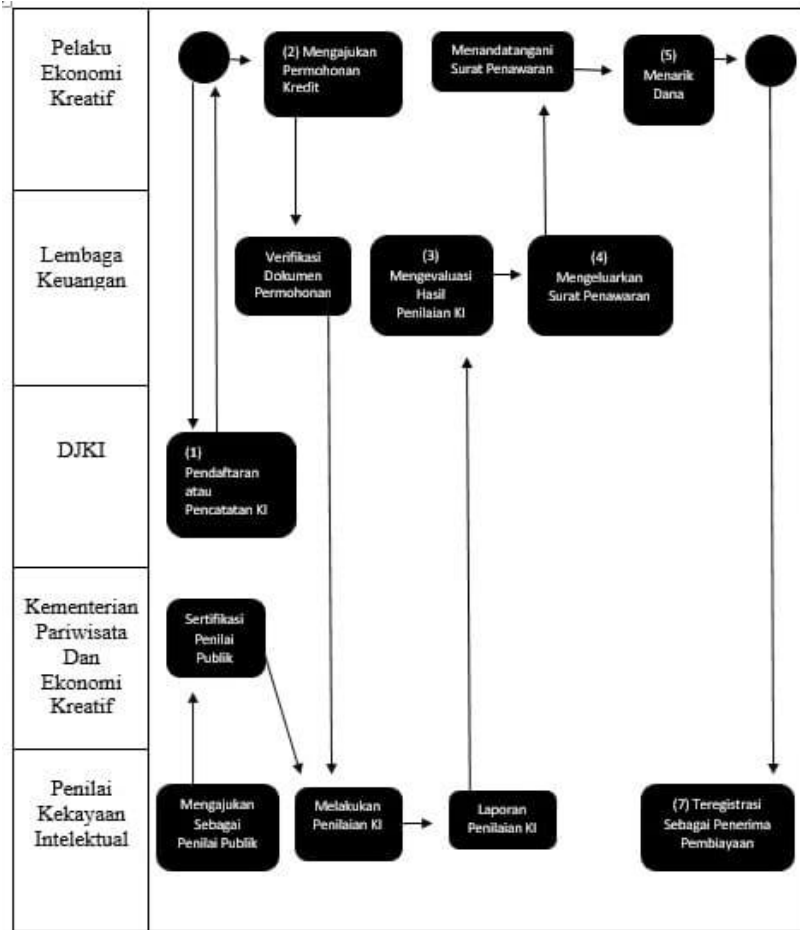 Pelaku
Ekonomi
Kreatif
(2) Mengajukan
Permohonan
Kredit
Menandatangani
Surat Penawaran
(5)
Menarik
Dana
Lembaga
Keuangan
Verifikasi
Dokumen
Permohonan
(3)
Mengevaluasi
Hasil
Penilaian KI
(4)
Mengeluarkan
Surat Penawaran
DJKI
(1)
Pendaftaran
atau
Pencatatan KI
Kementerian
Pariwisata
Dan
Ekonomi
Kreatif
Sertifikasi
Penilai
Publik
Penilai
Kekayaan
Intelektual
Mengajukan
Sebagai
Penilai Publik
Melakukan
Penilaian KI
Laporan
Penilaian KI
(7) Teregistrasi
Sebagai Penerima
Pembiayaan